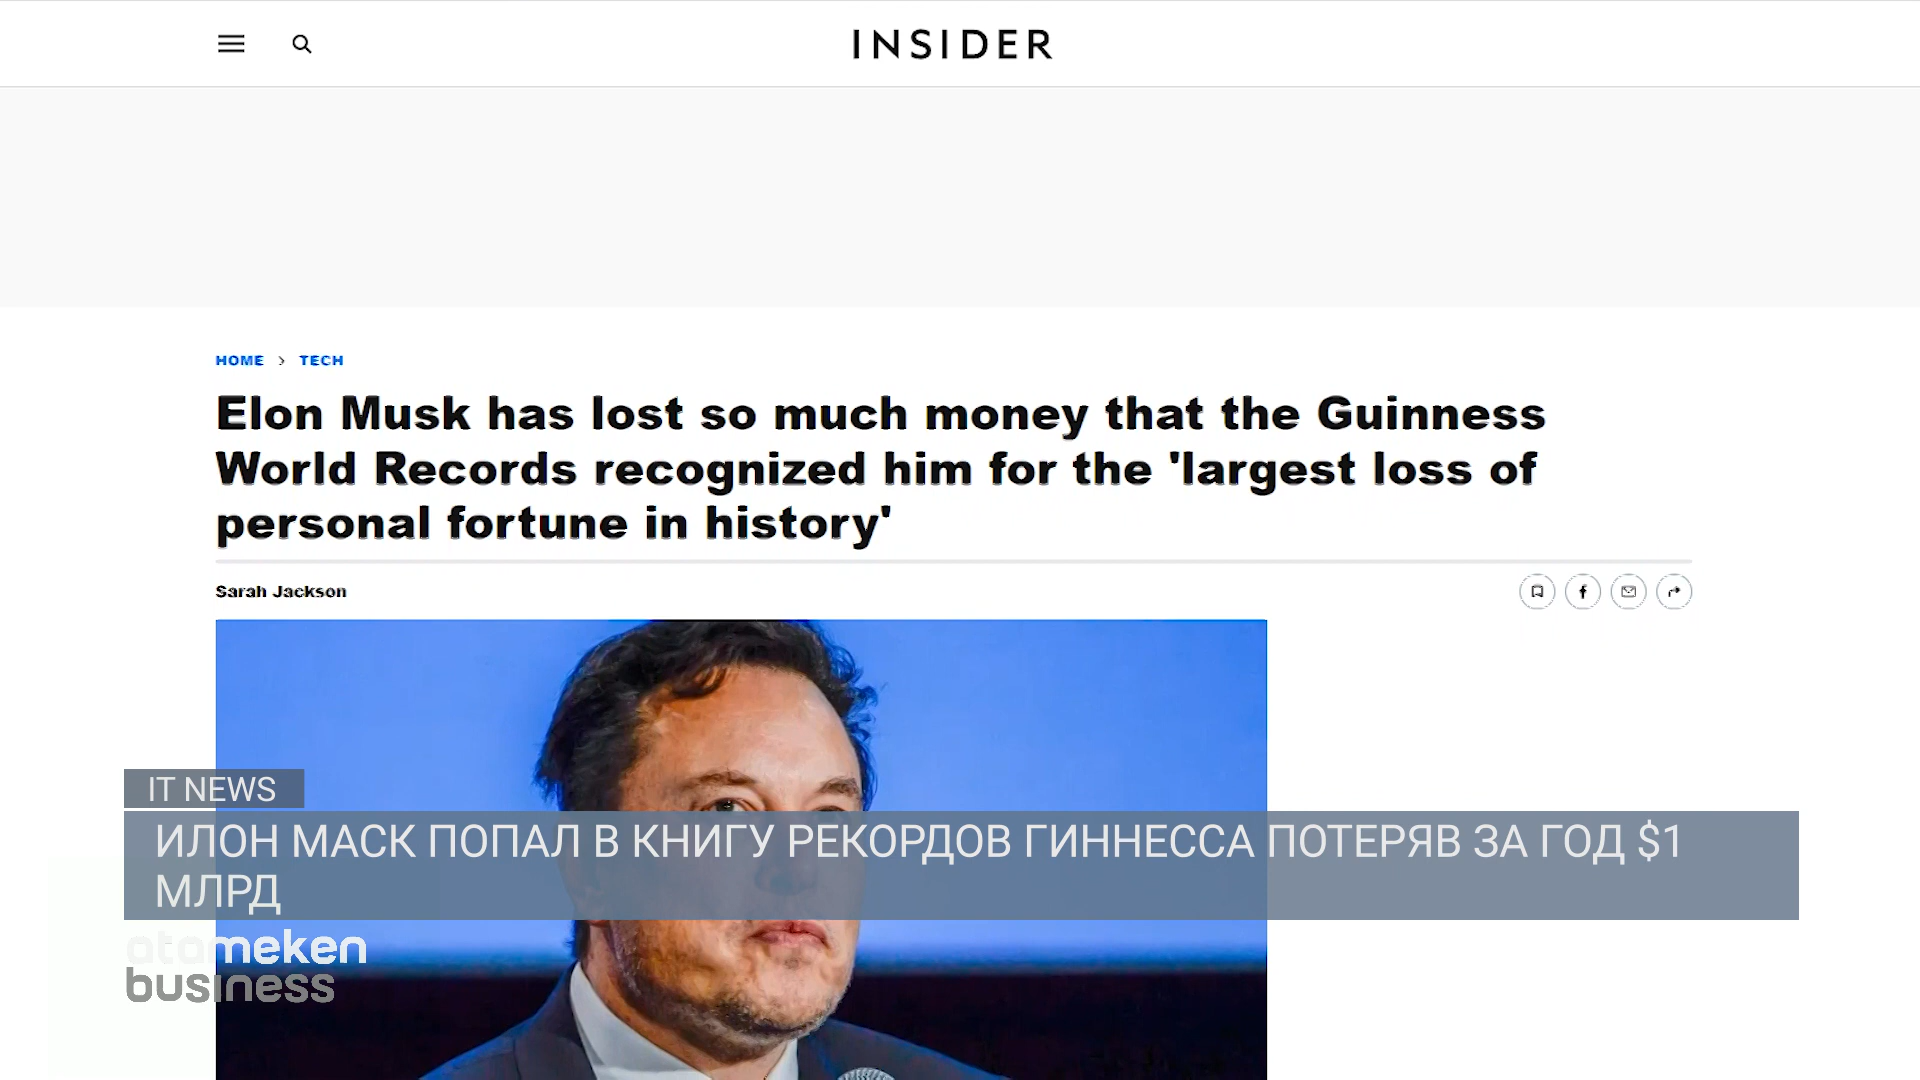 INSIDER
HOME > TECH
Elon Musk has lost so much money that the Guinness
World Records recognized him for the 'largest loss of
personal fortune in history'
Sarah Jackson
IT NEWS
ИЛОН МАСК ПОПАЛ В КНИГУ РЕКОРДОВ ГИННЕССА ПОТЕРЯВ ЗА ГОД $1
МЛРД
atameken
business